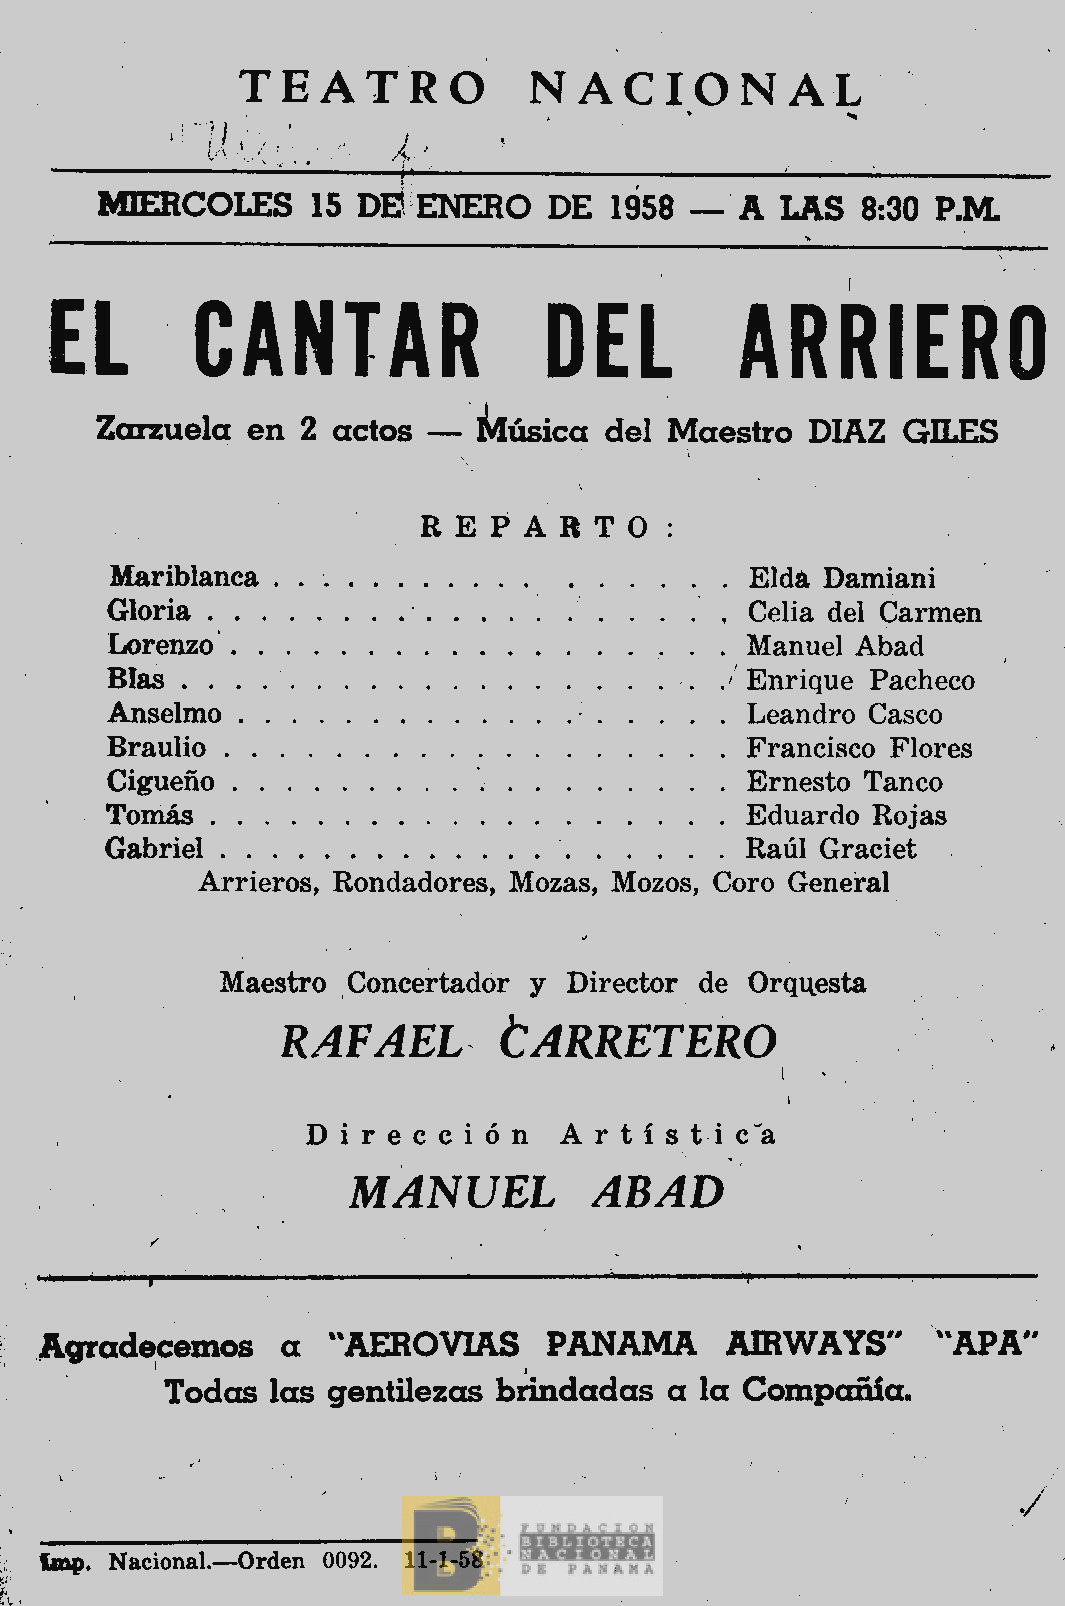 TEATRO NACIONAL
MIERCOLES 15 DE ENERO DE 1958 — A LAS 8:30 P.M.
EL CANTAR DEL ARRIERO
Zarzuela en 2 actos — Música del Maestro DIAZ GILES
REPARTO:
Mariblanca . . . . . . . . . . . . . . . . . Elda Damiani
Gloria . . . . . . . . . . . . . . . . . . . . Celia del Carmen
Lorenzo . . . . . . . . . . . . . . . . . . . Manuel Abad
Blas . . . . . . . . . . . . . . . . . . . . . Enrique Pacheco
Anselmo . . . . . . . . . . . . . . . . . . . Leandro Casco
Braulio . . . . . . . . . . . . . . . . . . . Francisco Flores
Cigueño . . . . . . . . . . . . . . . . . . . Ernesto Tanco
Tomás . . . . . . . . . . . . . . . . . . . . Eduardo Rojas
Gabriel . . . . . . . . . . . . . . . . . . . . Raúl Graciet
Arrieros, Rondadores, Mozas, Mozos, Coro General
Maestro Concertador y Director de Orquesta
RAFAEL CARRETERO
Dirección Artística
MANUEL ABAD
Agradecemos a "AEROVIAS PANAMA AIRWAYS" "APA"
Todas las gentilezas brindadas a la Compañía.
Imp. Nacional.—Orden 0092. 11-1-58
B
FUNDACION
BIBLIOTECA
NACIONAL
DE PANAMA